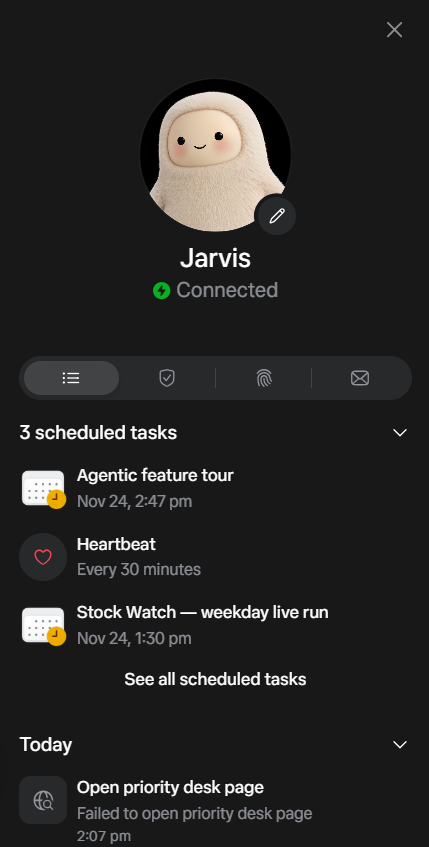 Jarvis
Connected
3 scheduled tasks
Agentic feature tour
Nov 24, 2:47 pm
Heartbeat
Every 30 minutes
Stock Watch — weekday live run
Nov 24, 1:30 pm
See all scheduled tasks
Today
Open priority desk page
Failed to open priority desk page
2:07 pm